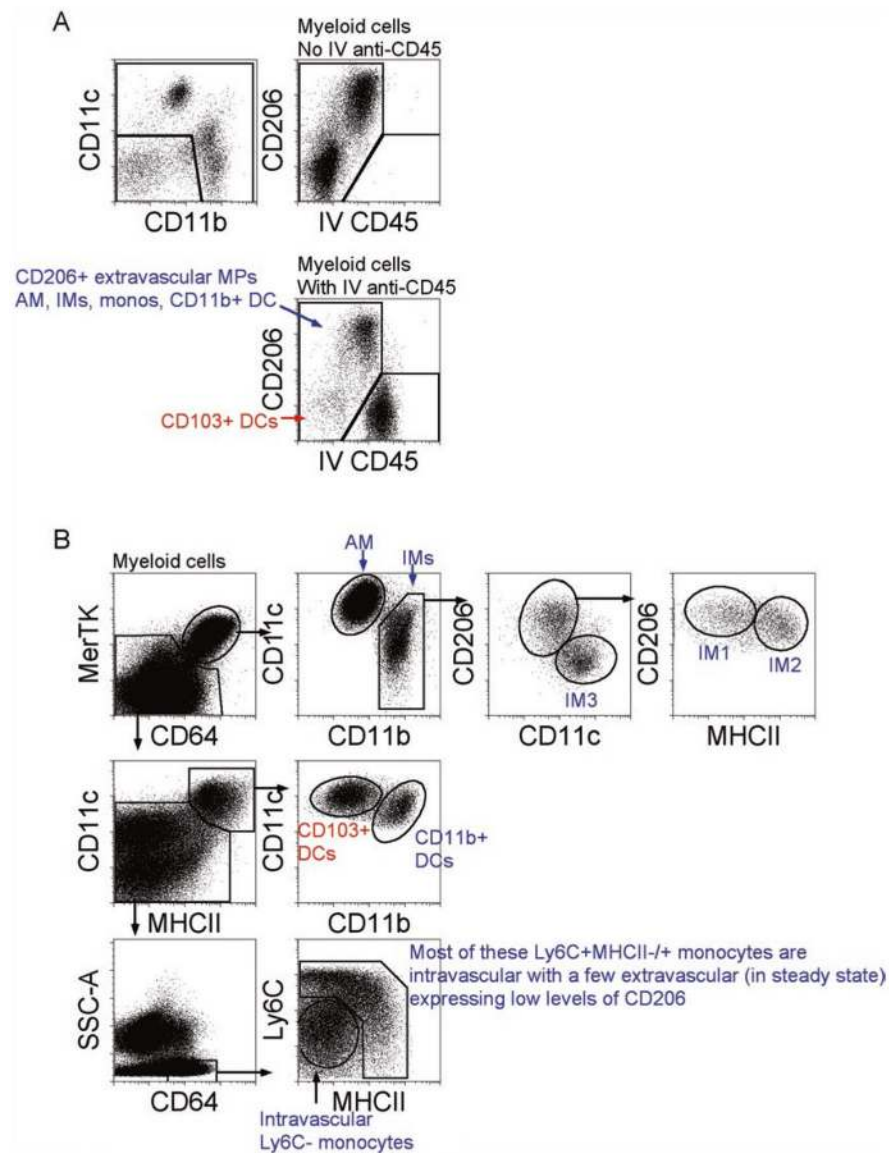 A
Myeloid cells
No IV anti-CD45
CD11c
CD11b
CD206
IV CD45
CD206+ extravascular MPs
AM, IMs, monos, CD11b+ DC
Myeloid cells
With IV anti-CD45
CD206
CD103+ DCs
IV CD45
B
Myeloid cells
AM
IMs
MerTK
CD64
CD11c
CD11b
CD206
IM3
CD11c
CD206
IM1
IM2
MHCII
CD11c
MHCII
CD11c
CD103+
DCs
CD11b+
DCs
CD11b
SSC-A
CD64
Ly6C
MHCII
Most of these Ly6C+MHCII-/+ monocytes are
intravascular with a few extravascular (in steady state)
expressing low levels of CD206
Intravascular
Ly6C- monocytes